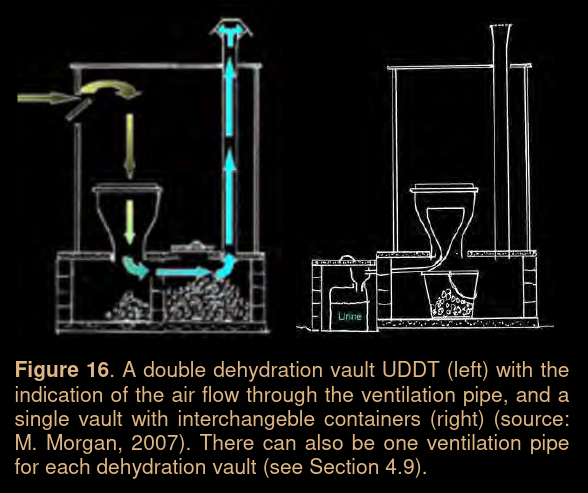 Urine
Figure 16. A double dehydration vault UDDT (left) with the
indication of the air flow through the ventilation pipe, and a
single vault with interchangeble containers (right) (source:
M. Morgan, 2007). There can also be one ventilation pipe
for each dehydration vault (see Section 4.9).